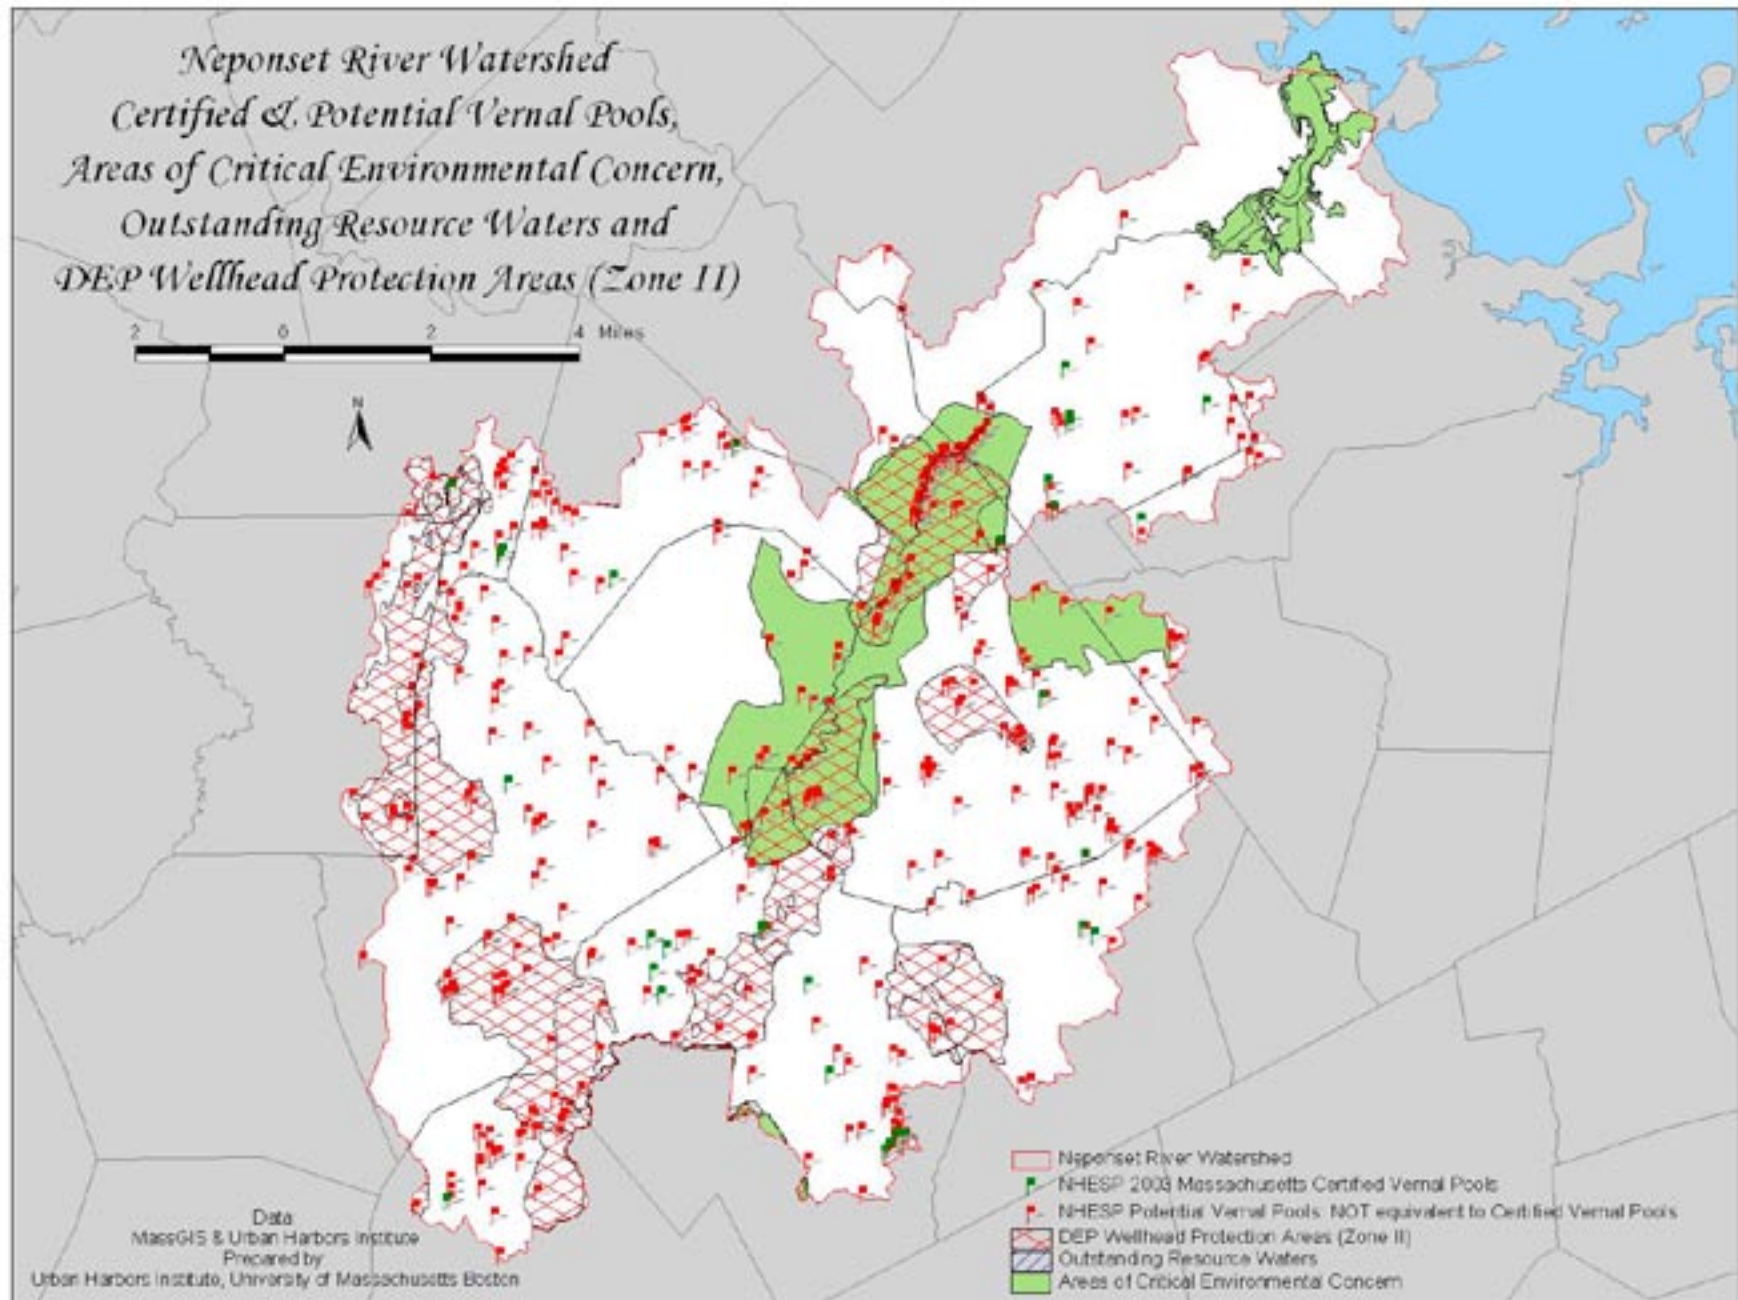 Neponset River Watershed
Certified & Potential Vernal Pools,
Areas of Critical Environmental Concern,
Outstanding Resource Waters and
DEP Wellhead Protection Areas (Zone II)
2 0 2 4 Miles
N
Neponset River Watershed
NHESP 2003 Massachusetts Certified Vernal Pools
NHESP Potential Vernal Pools NOT equivalent to Certified Vernal Pools
DEP Wellhead Protection Areas (Zone II)
Outstanding Resource Waters
Areas of Critical Environmental Concern
Data
MassGIS & Urban Harbors Institute
Prepared by
Urban Harbors Institute, University of Massachusetts Boston